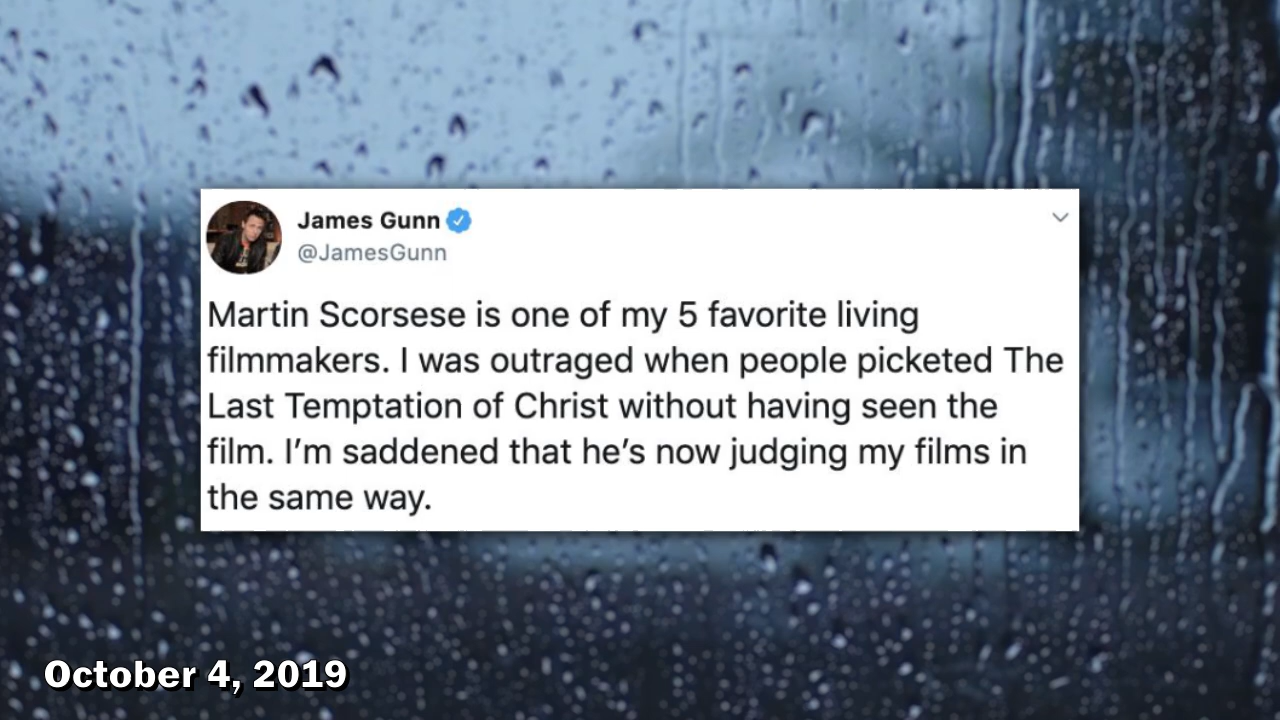 James Gunn
@JamesGunn
Martin Scorsese is one of my 5 favorite living
filmmakers. I was outraged when people picketed The
Last Temptation of Christ without having seen the
film. I’m saddened that he’s now judging my films in
the same way.
October 4, 2019